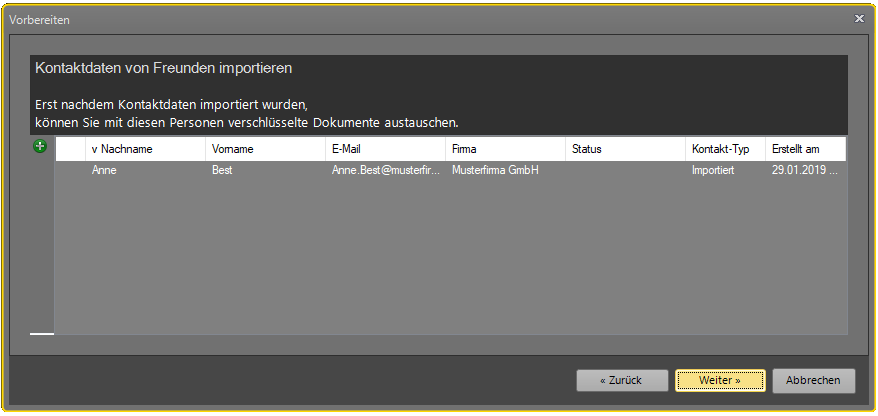 Vorbereiten
Kontaktdaten von Freunden importieren
Erst nachdem Kontaktdaten importiert wurden,
können Sie mit diesen Personen verschlüsselte Dokumente austauschen.
v Nachname Vorname E-Mail Firma Status Kontakt-Typ Erstellt am
Anne Best Anne.Best@musterfir... Musterfirma GmbH Importiert 29.01.2019 ...
« Zurück Weiter » Abbrechen